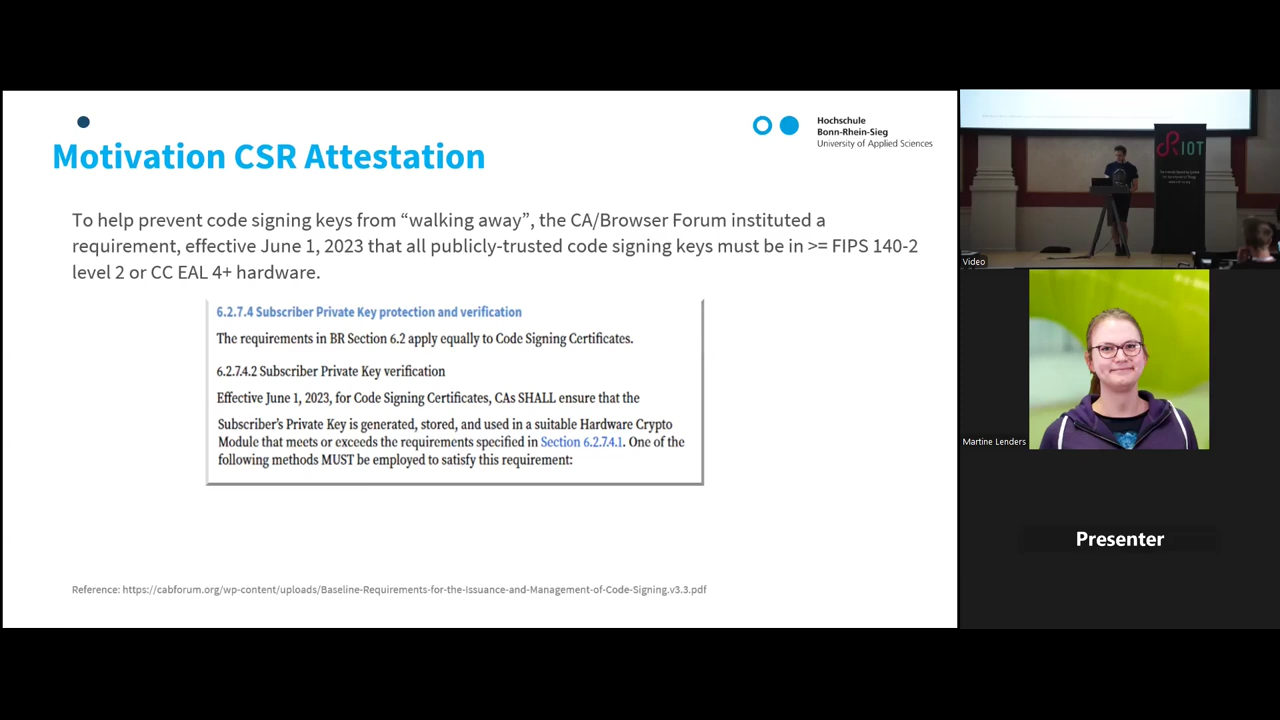 Motivation CSR Attestation
Hochschule
Bonn-Rhein-Sieg
University of Applied Sciences
To help prevent code signing keys from “walking away”, the CA/Browser Forum instituted a
requirement, effective June 1, 2023 that all publicly-trusted code signing keys must be in >= FIPS 140-2
level 2 or CC EAL 4+ hardware.
6.2.7.4 Subscriber Private Key protection and verification
The requirements in BR Section 6.2 apply equally to Code Signing Certificates.
6.2.7.4.2 Subscriber Private Key verification
Effective June 1, 2023, for Code Signing Certificates, CAs SHALL ensure that the
Subscriber’s Private Key is generated, stored, and used in a suitable Hardware Crypto
Module that meets or exceeds the requirements specified in Section 6.2.7.4.1. One of the
following methods MUST be employed to satisfy this requirement:
Reference: https://cabforum.org/wp-content/uploads/Baseline-Requirements-for-the-Issuance-and-Management-of-Code-Signing.v3.3.pdf
RIOT
Video
Martine Lenders
Presenter